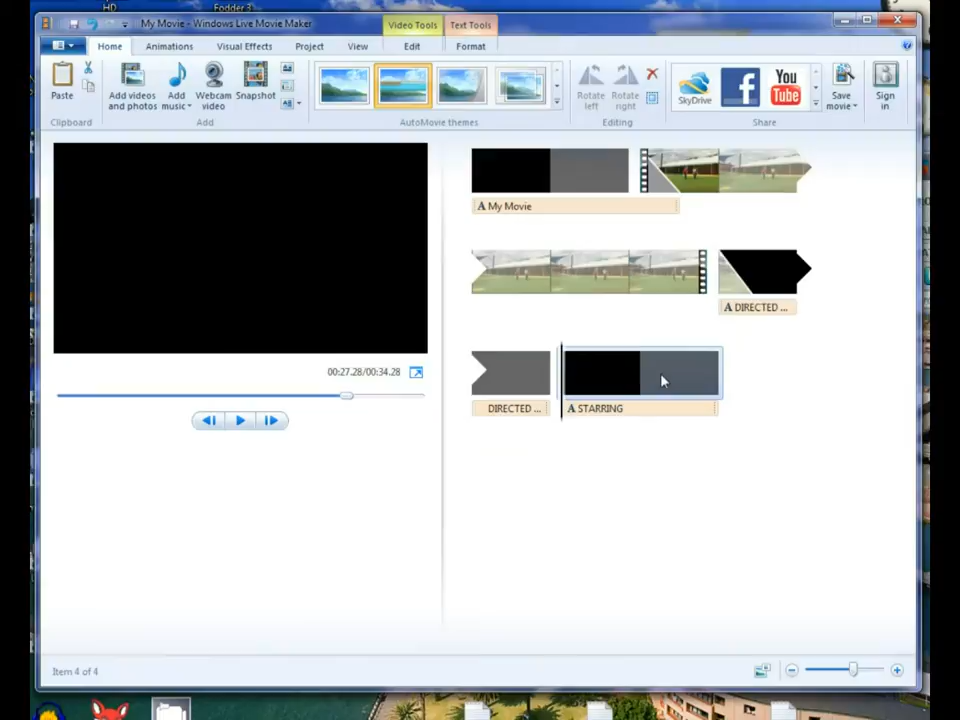 HD
Fodder 3
My Movie - Windows Live Movie Maker
Video Tools
Text Tools
Home
Animations
Visual Effects
Project
View
Edit
Format
Paste
Add videos and photos
Add music
Webcam video
Snapshot
Rotate left
Rotate right
SkyDrive
f
You Tube
Save movie
Sign in
Clipboard
Add
AutoMovie themes
Editing
Share
A My Movie
A DIRECTED ...
00:27.28/00:34.28
DIRECTED ...
A STARRING
Item 4 of 4